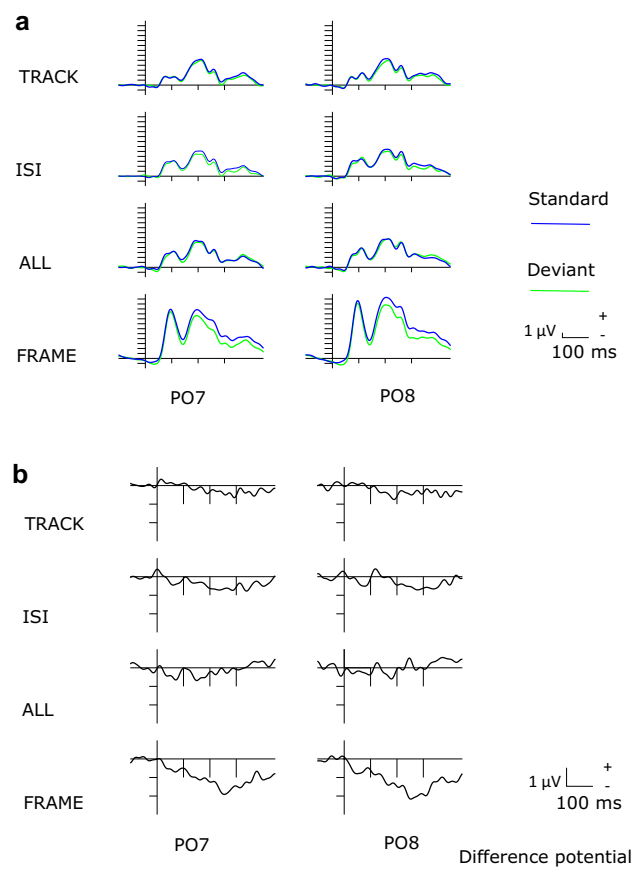 a
TRACK
ISI
ALL
FRAME
PO7
PO8
Standard
Deviant
1 µV
+
-
100 ms
b
TRACK
ISI
ALL
FRAME
PO7
PO8
1 µV
+
-
100 ms
Difference potential